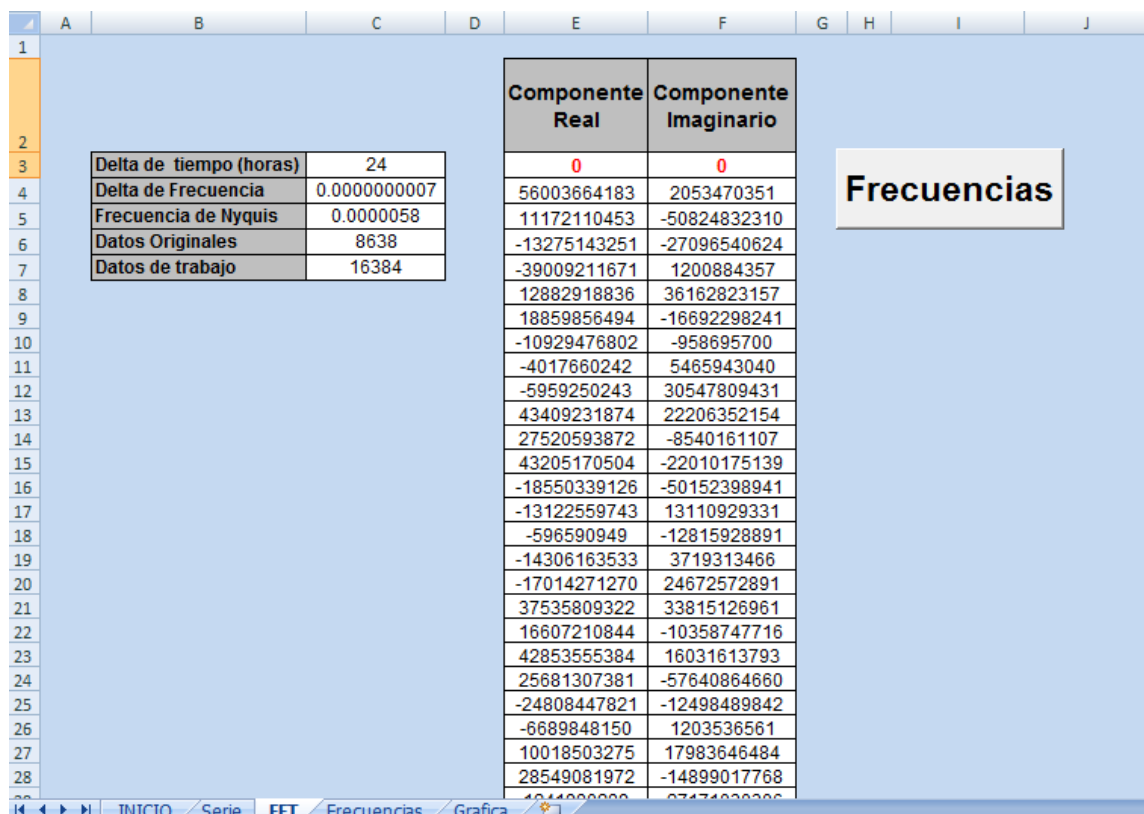 A B C D E F G H I J
1
2 Componente Real Componente Imaginario
3 Delta de tiempo (horas) 24 0 0
4 Delta de Frecuencia 0.0000000007 56003664183 2053470351
5 Frecuencia de Nyquis 0.0000058 11172110453 -50824832310
6 Datos Originales 8638 -13275143251 -27096540624
7 Datos de trabajo 16384 -39009211671 1200884357
8 12882918836 36162823157
9 18859856494 -16692298241
10 -10929476802 -958695700
11 -4017660242 5465943040
12 -5959250243 30547809431
13 43409231874 22206352154
14 27520593872 -8540161107
15 43205170504 -22010175139
16 -18550339126 -50152398941
17 -13122559743 13110929331
18 -596590949 -12815928891
19 -14306163533 3719313466
20 -17014271270 24672572891
21 37535809322 33815126961
22 16607210844 -10358747716
23 42853555384 16031613793
24 25681307381 -57640864660
25 -24808447821 -12498489842
26 -6689848150 1203536561
27 10018503275 17983646484
28 28549081972 -14899017768
Frecuencias
INICIO Serie FFT Frecuencias Grafica